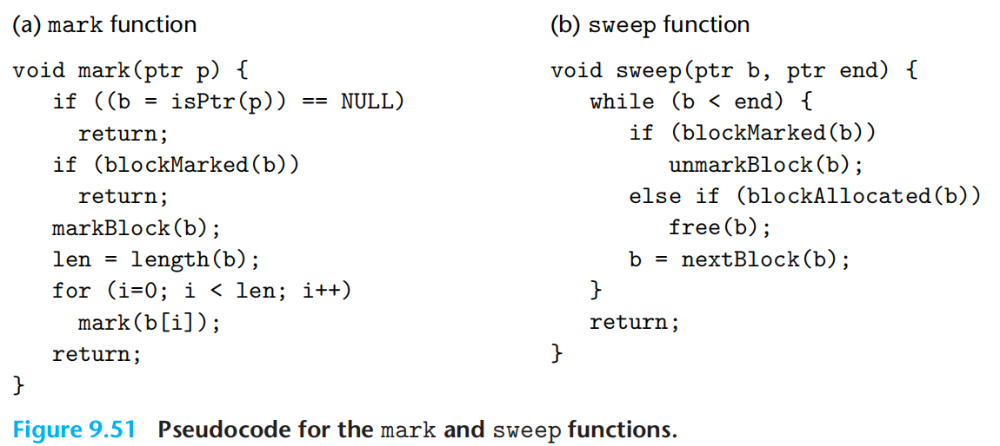 (a) mark function
void mark(ptr p) {
   if ((b = isPtr(p)) == NULL)
     return;
   if (blockMarked(b))
     return;
   markBlock(b);
   len = length(b);
   for (i=0; i < len; i++)
     mark(b[i]);
   return;
}
(b) sweep function
void sweep(ptr b, ptr end) {
   while (b < end) {
      if (blockMarked(b))
         unmarkBlock(b);
      else if (blockAllocated(b))
         free(b);
      b = nextBlock(b);
   }
   return;
}
Figure 9.51 Pseudocode for the mark and sweep functions.